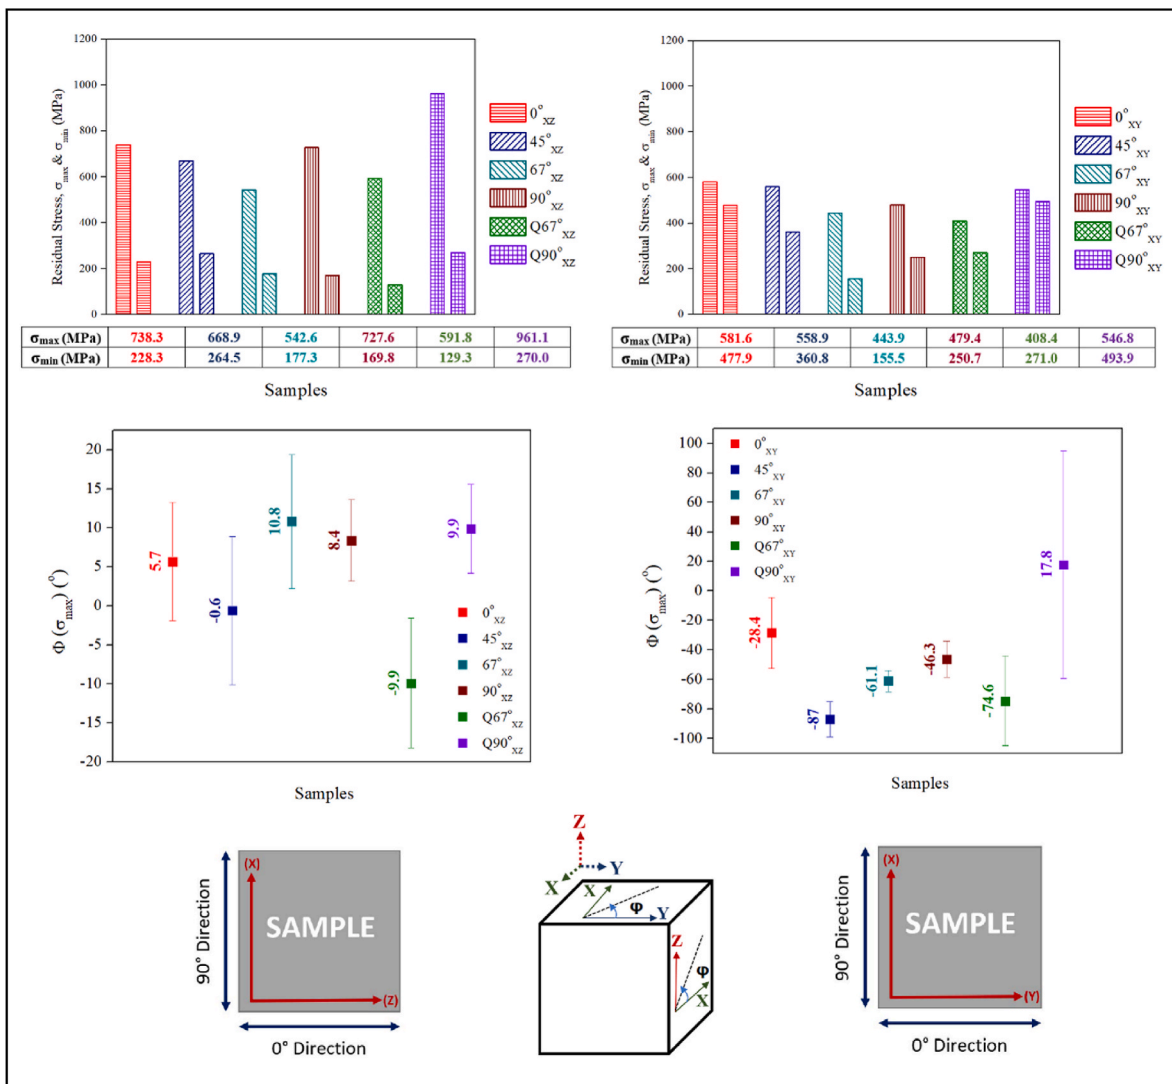 1200
1000
800
600
400
200
0
Residual Stress, σmax & σmin (MPa)
0°XZ
45°XZ
67°XZ
90°XZ
Q67°XZ
Q90°XZ
σmax (MPa) 738.3 668.9 542.6 727.6 591.8 961.1
σmin (MPa) 228.3 264.5 177.3 169.8 129.3 270.0
Samples
1200
1000
800
600
400
200
0
Residual Stress, σmax & σmin (MPa)
0°XY
45°XY
67°XY
90°XY
Q67°XY
Q90°XY
σmax (MPa) 581.6 558.9 443.9 479.4 408.4 546.8
σmin (MPa) 477.9 360.8 155.5 250.7 271.0 493.9
Samples
20
15
10
5
0
-5
-10
-15
-20
Φ (σmax) (°)
5.7
-0.6
10.8
8.4
-9.9
9.9
0°XZ
45°XZ
67°XZ
90°XZ
Q67°XZ
Q90°XZ
Samples
100
80
60
40
20
0
-20
-40
-60
-80
-100
Φ (σmax) (°)
0°XY
45°XY
67°XY
90°XY
Q67°XY
Q90°XY
-28.4
-87
-61.1
-46.3
-74.6
17.8
Samples
90° Direction
(X)
SAMPLE
(Z)
0° Direction
Z
Y
X
X
φ
Y
Z
φ
X
90° Direction
(X)
SAMPLE
(Y)
0° Direction